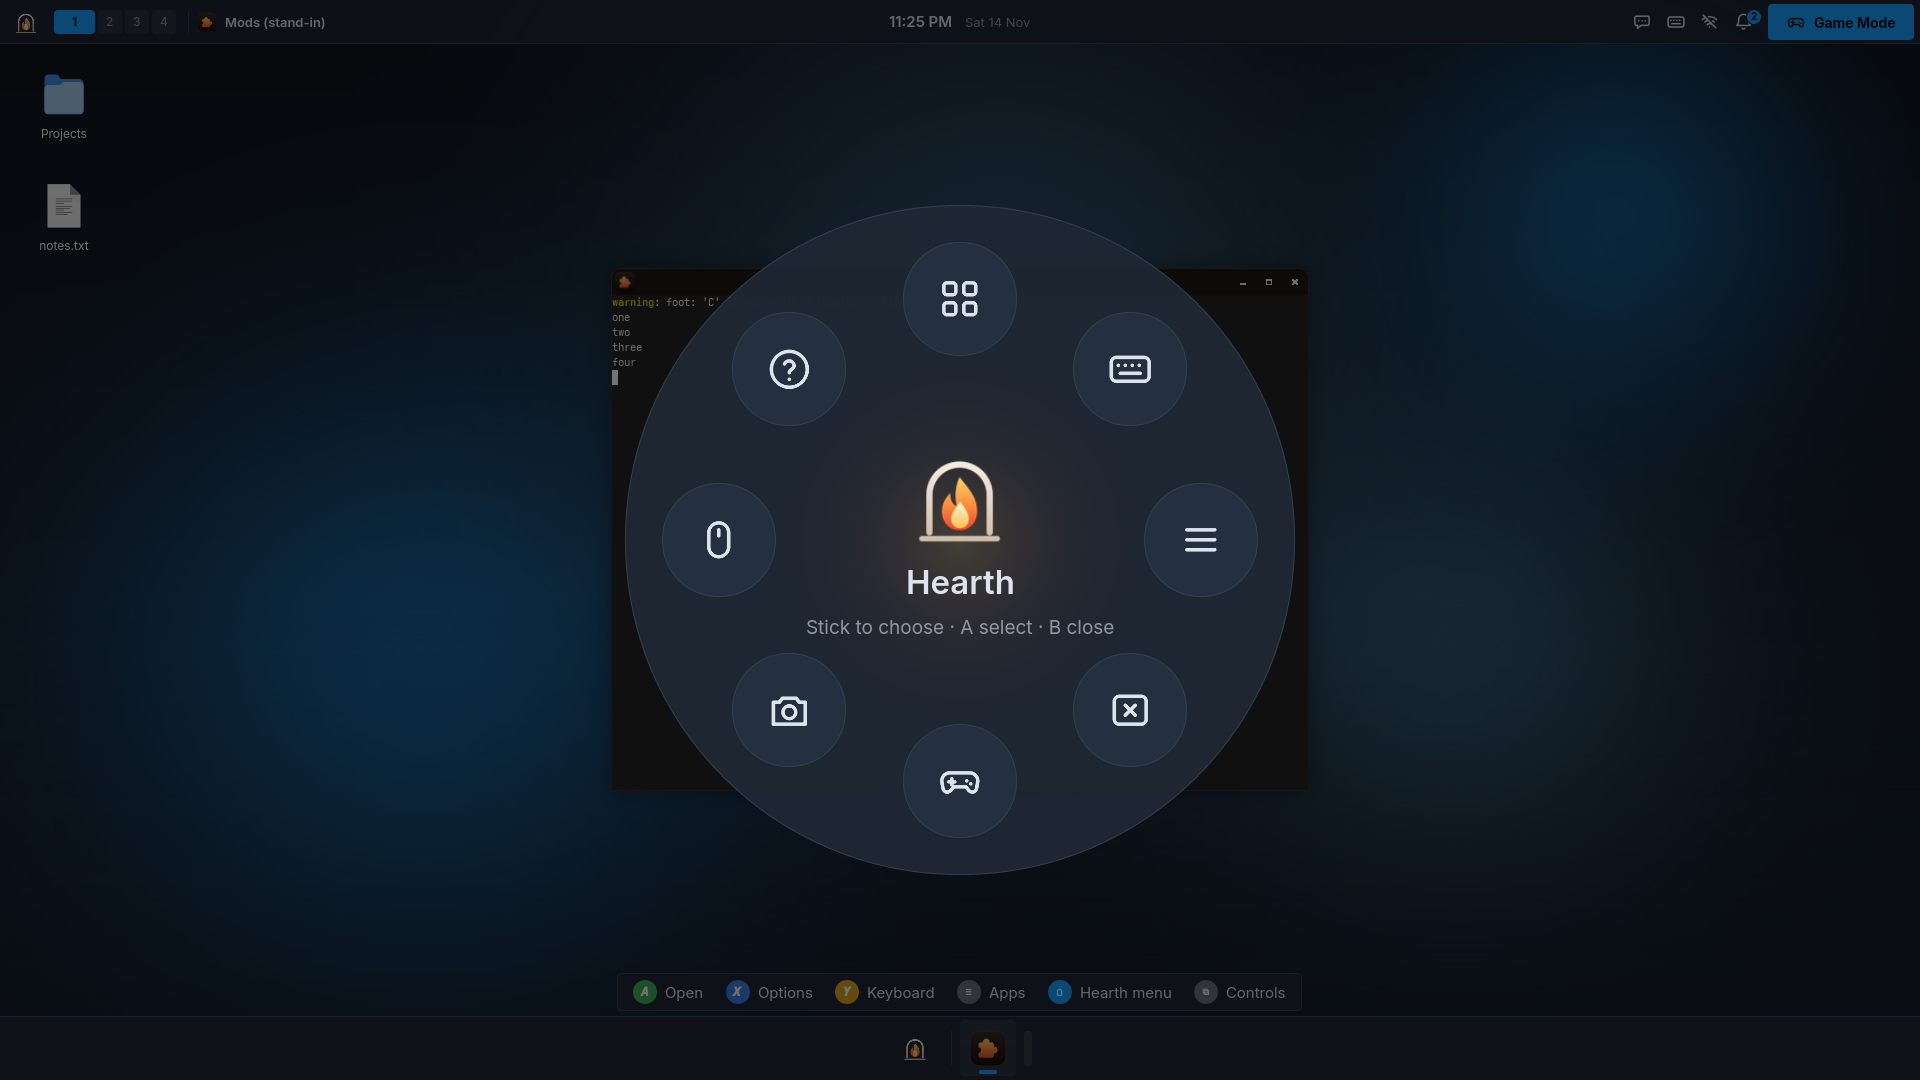 1 2 3 4 Mods (stand-in) 11:25 PM Sat 14 Nov 2 Game Mode
Projects
notes.txt
warning: foot: 'C'
one
two
three
four
Hearth
Stick to choose · A select · B close
A Open X Options Y Keyboard Apps Hearth menu Controls